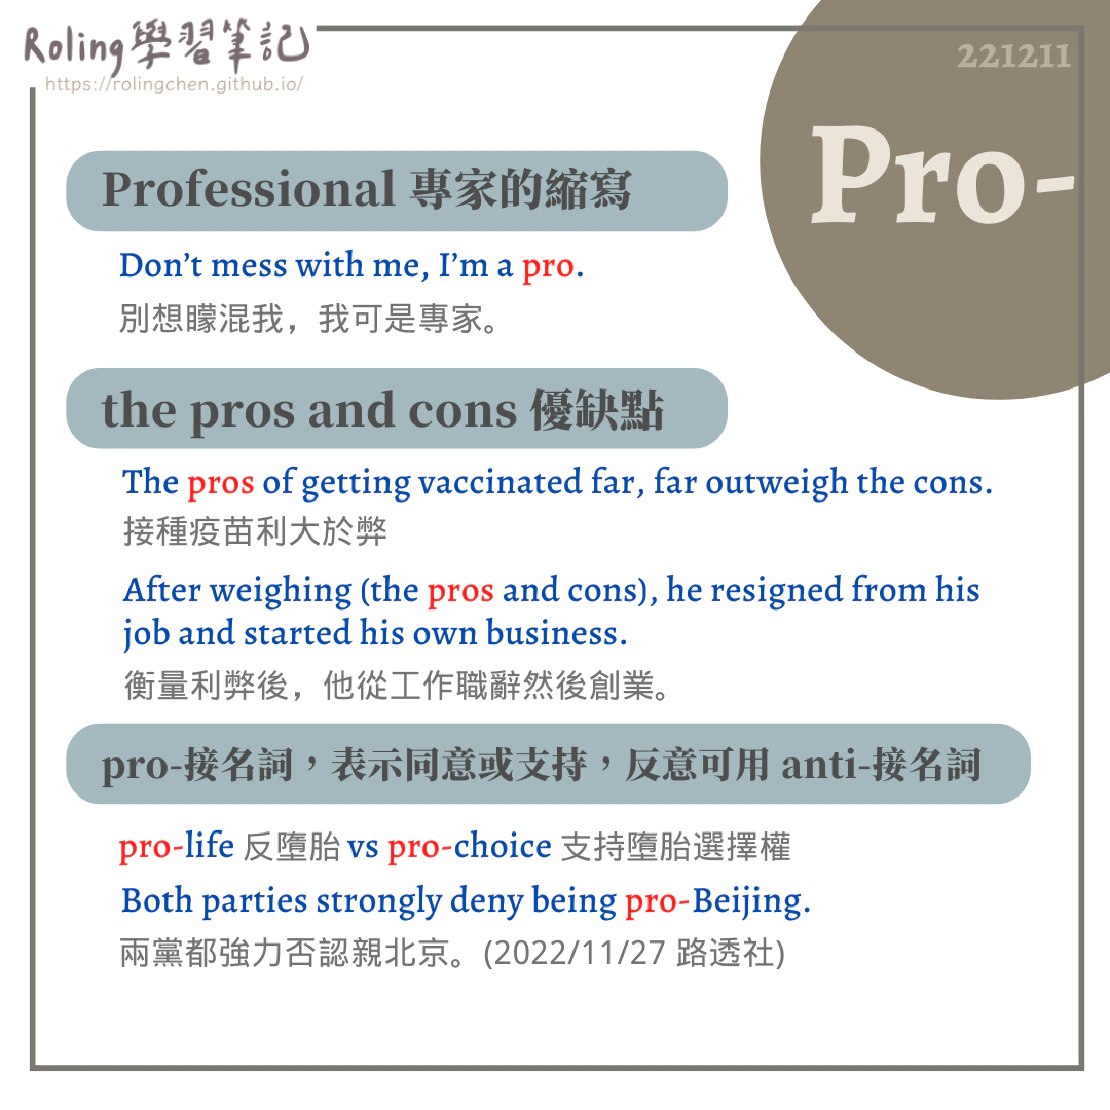 Roling學習筆記
https://rolingchen.github.io/
221211
Pro-
Professional 專家的縮寫
Don’t mess with me, I’m a pro.
別想矇混我，我可是專家。
the pros and cons 優缺點
The pros of getting vaccinated far, far outweigh the cons.
接種疫苗利大於弊
After weighing (the pros and cons), he resigned from his
job and started his own business.
衡量利弊後，他從工作職辭然後創業。
pro-接名詞，表示同意或支持，反意可用 anti-接名詞
pro-life 反墮胎 vs pro-choice 支持墮胎選擇權
Both parties strongly deny being pro-Beijing.
兩黨都強力否認親北京。(2022/11/27 路透社)